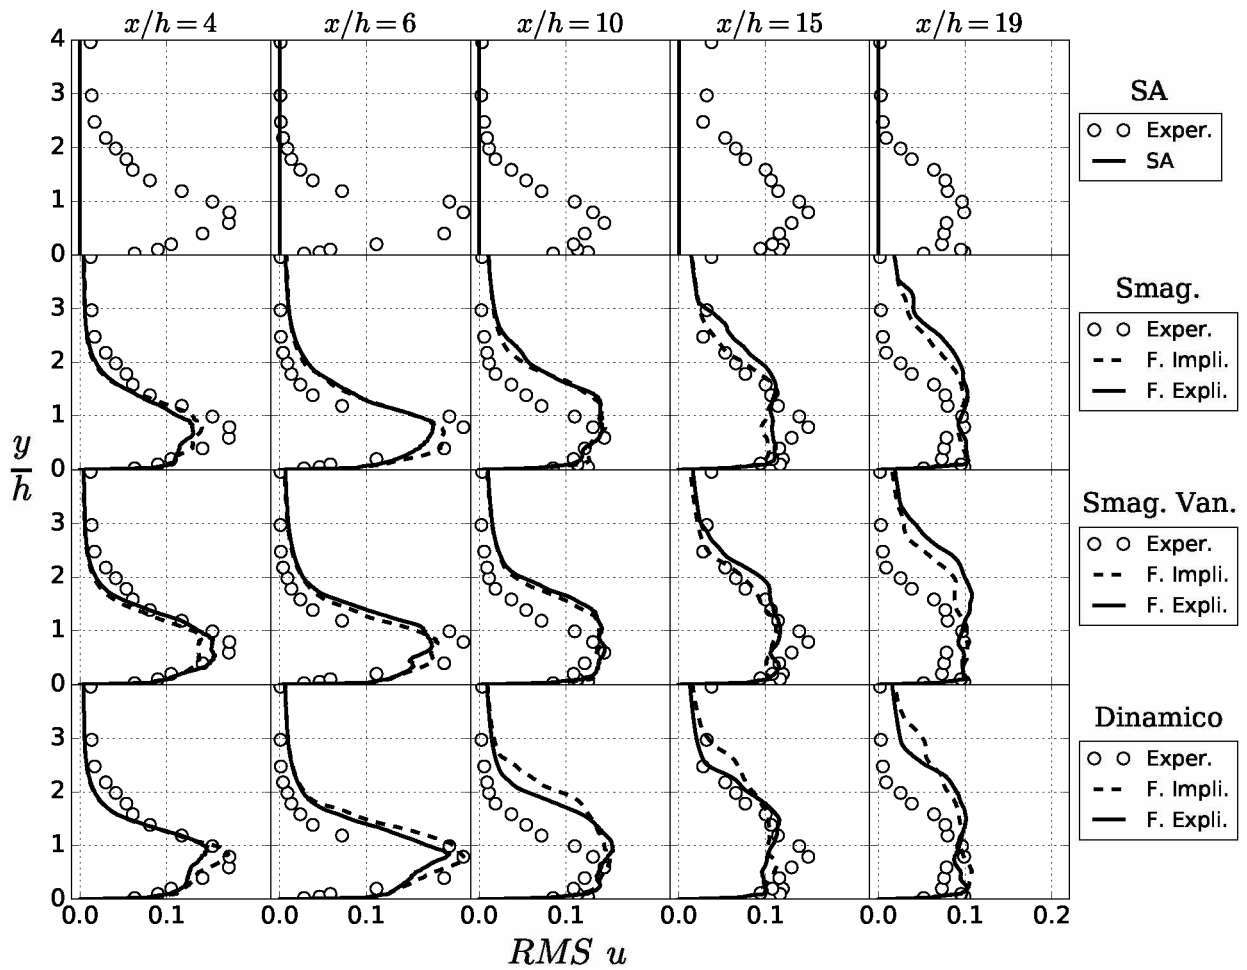 x/h = 4 x/h = 6 x/h = 10 x/h = 15 x/h = 19
4
3
2
1
0
SA
Exper.
SA
3
2
1
0
Smag.
Exper.
F. Impli.
F. Expli.
y
h
3
2
1
0
Smag. Van.
Exper.
F. Impli.
F. Expli.
3
2
1
0
Dinamico
Exper.
F. Impli.
F. Expli.
0.0 0.1 0.0 0.1 0.0 0.1 0.0 0.1 0.0 0.1 0.2
RMS u